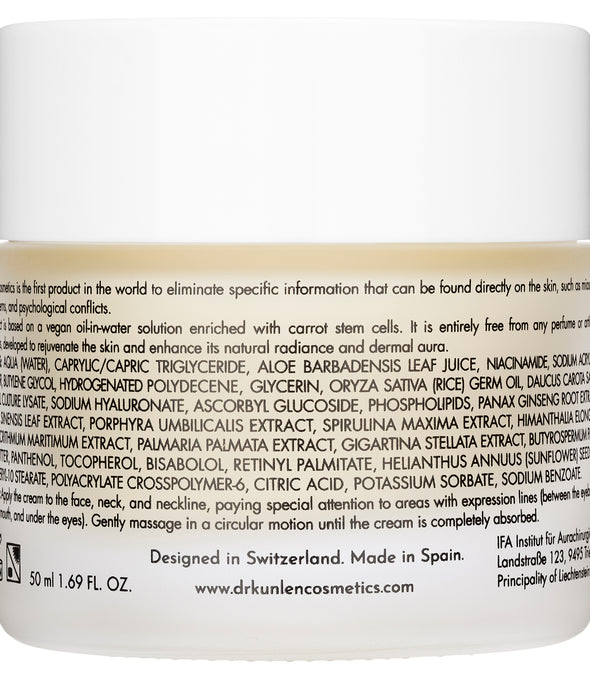 cosmetics is the first product in the world to eliminate specific information that can be found directly on the skin, such as
and psychological conflicts.
is based on a vegan oil-in-water solution enriched with carrot stem cells. It is entirely free from any perfume or
developed to rejuvenate the skin and enhance its natural radiance and dermal aura.
AQUA (WATER), CAPRYLIC/CAPRIC TRIGLYCERIDE, ALOE BARBADENSIS LEAF JUICE, NIACINAMIDE, SODIUM
BUTYLENE GLYCOL, HYDROGENATED POLYDECENE, GLYCERIN, ORYZA SATIVA (RICE) GERM OIL, DAUCUS CAROTA
CULTURE LYSATE, SODIUM HYALURONATE, ASCORBYL GLUCOSIDE, PHOSPHOLIPIDS, PANAX GINSENG ROOT
SINENSIS LEAF EXTRACT, PORPHYRA UMBILICALIS EXTRACT, SPIRULINA MAXIMA EXTRACT, HIMANTHALIA
CRITHMUM MARITIMUM EXTRACT, PALMARIA PALMATA EXTRACT, GIGARTINA STELLATA EXTRACT, BUTYROSPERMUM
PANTHENOL, TOCOPHEROL, BISABOLOL, RETINYL PALMITATE, HELIANTHUS ANNUUS (SUNFLOWER) SEED
10 STEARATE, POLYACRYLATE CROSSPOLYMER-6, CITRIC ACID, POTASSIUM SORBATE, SODIUM BENZOATE.
Apply the cream to the face, neck, and neckline, paying special attention to areas with expression lines (between the
mouth, and under the eyes). Gently massage in a circular motion until the cream is completely absorbed.
Designed in Switzerland. Made in Spain.
50 ml 1.69 FL. OZ.
www.drkunlencosmetics.com
IFA Institut für
Landstraße 123, 9495
Principality of Liechtenstein